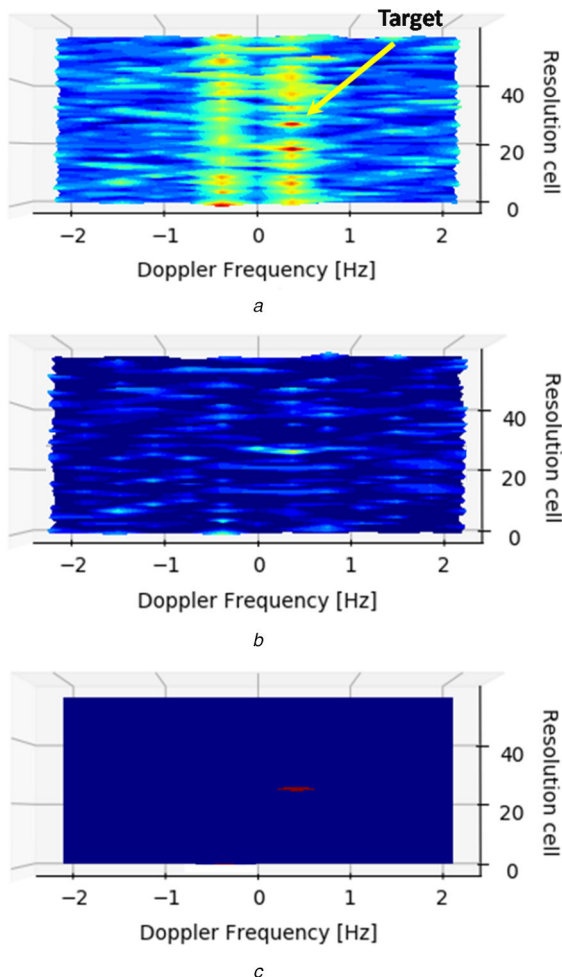 Target
40
20
0
Resolution cell
−2 −1 0 1 2
Doppler Frequency [Hz]
a
40
20
0
Resolution cell
−2 −1 0 1 2
Doppler Frequency [Hz]
b
40
20
0
Resolution cell
−2 −1 0 1 2
Doppler Frequency [Hz]
c